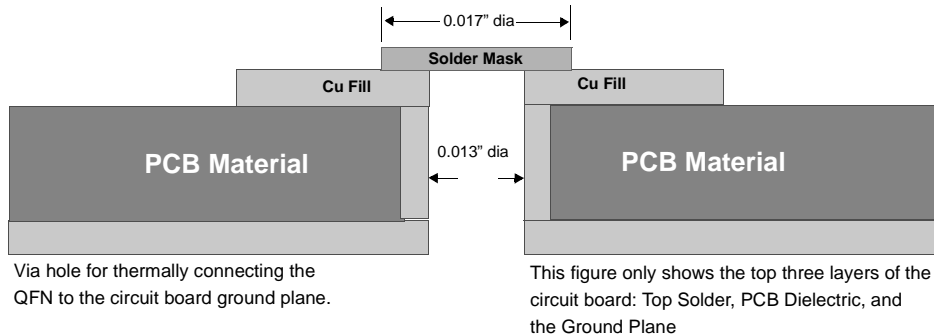 0.017” dia
Solder Mask
Cu Fill
Cu Fill
PCB Material
0.013” dia
PCB Material
Via hole for thermally connecting the
QFN to the circuit board ground plane.
This figure only shows the top three layers of the
circuit board: Top Solder, PCB Dielectric, and
the Ground Plane